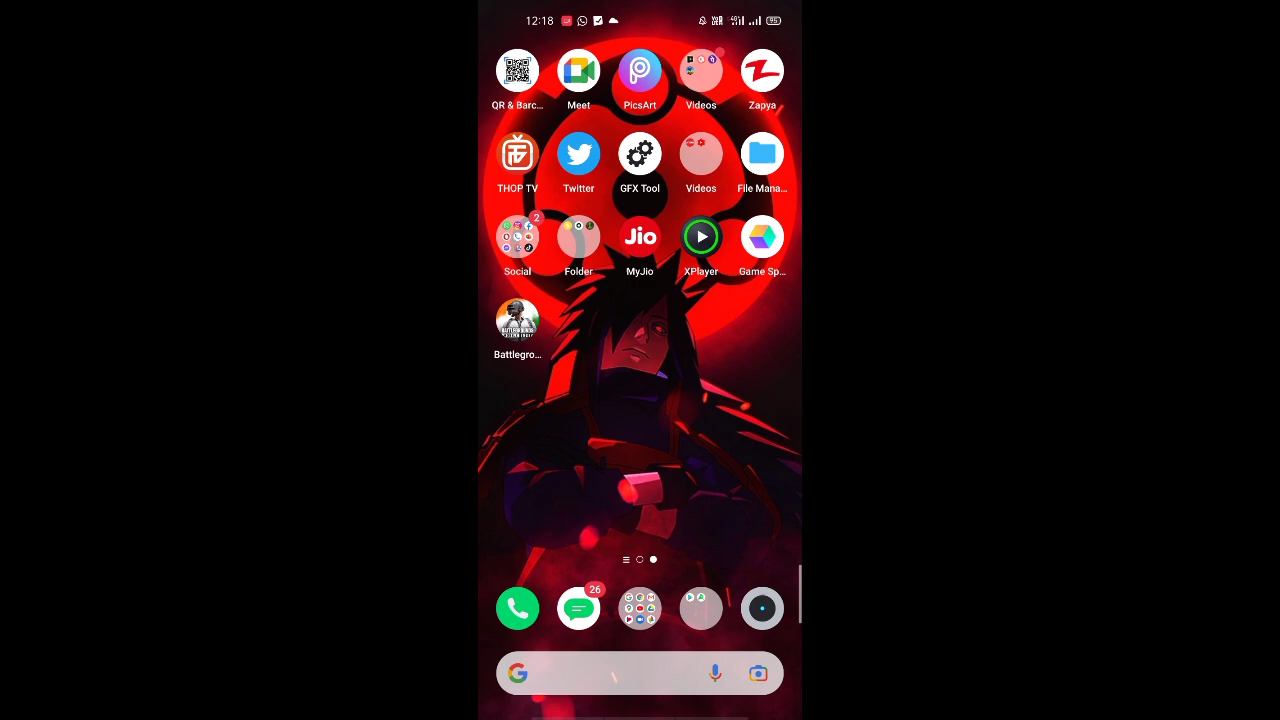 12:18
QR & Barc...
Meet
PicsArt
Videos
Zapya
THOP TV
Twitter
GFX Tool
Videos
File Mana...
2
Social
Folder
Jio
MyJio
XPlayer
Game Sp...
BATTLEGROUNDS
Battlegro...
26